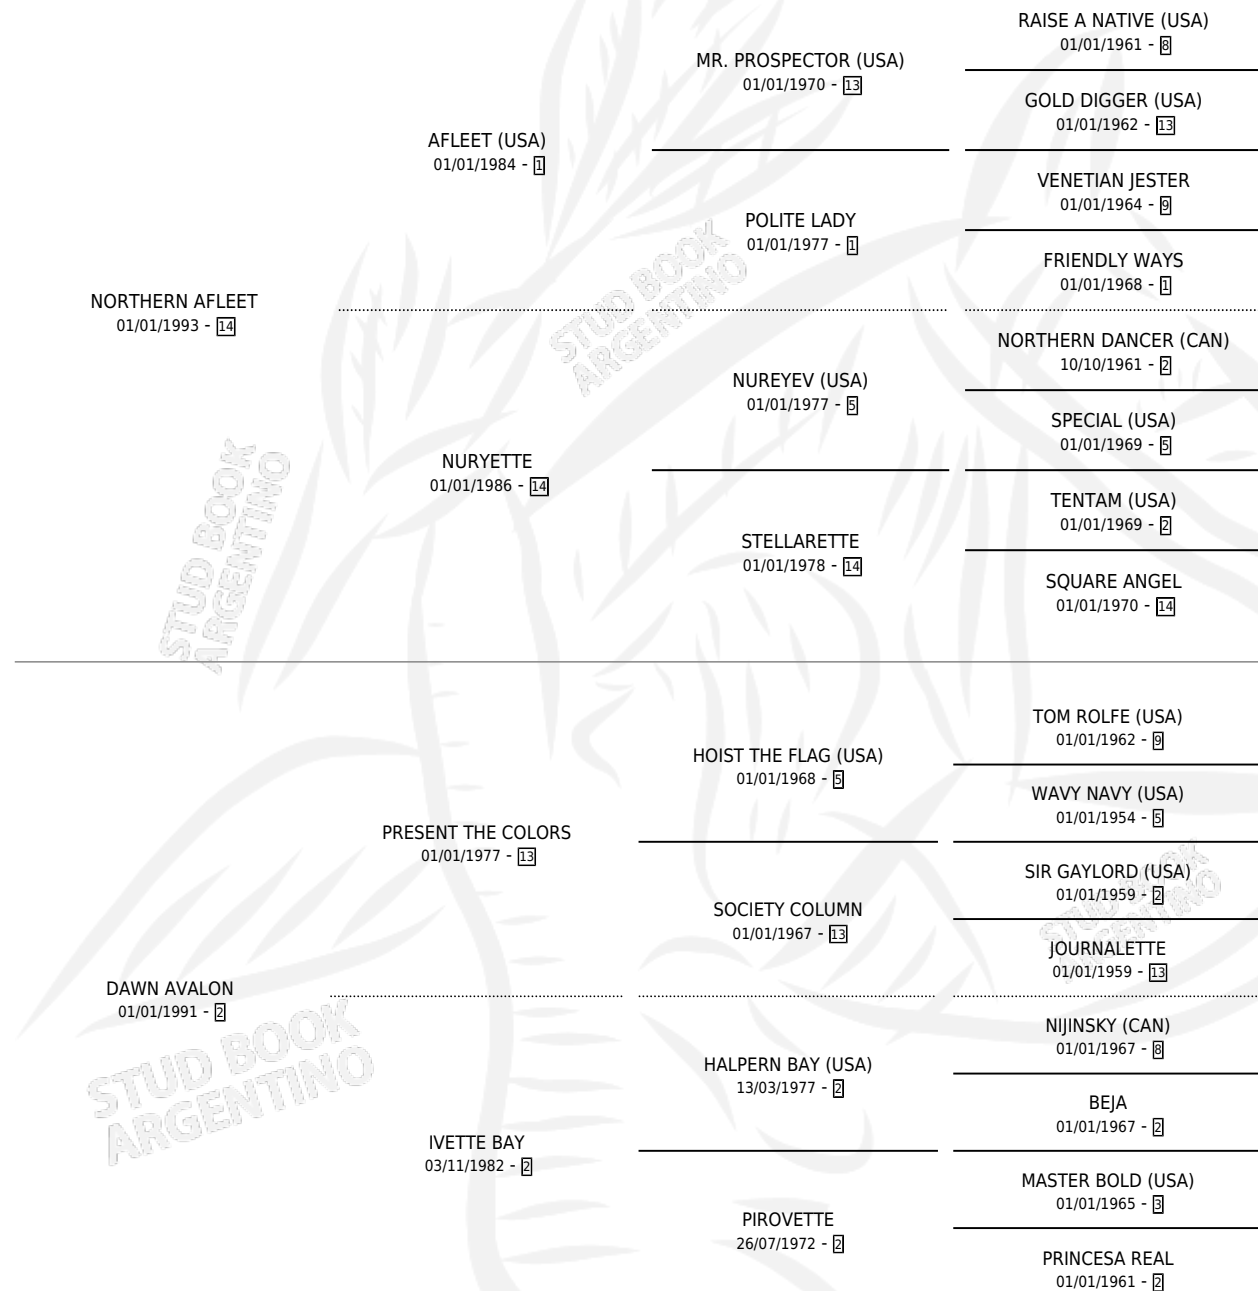 RAISE A NATIVE (USA)
01/01/1961 - 8
MR. PROSPECTOR (USA)
01/01/1970 - 13
GOLD DIGGER (USA)
01/01/1962 - 13
AFLEET (USA)
01/01/1984 - 1
VENETIAN JESTER
01/01/1964 - 9
POLITE LADY
01/01/1977 - 1
FRIENDLY WAYS
01/01/1968 - 1
NORTHERN AFLEET
01/01/1993 - 14
STUD BOOK
ARGENTINO
NORTHERN DANCER (CAN)
10/10/1961 - 2
NUREYEV (USA)
01/01/1977 - 5
SPECIAL (USA)
01/01/1969 - 5
NURYETTE
01/01/1986 - 14
TENTAM (USA)
01/01/1969 - 2
STELLARETTE
01/01/1978 - 14
SQUARE ANGEL
01/01/1970 - 14
STUD BOOK
ARGENTINO
TOM ROLFE (USA)
01/01/1962 - 9
HOIST THE FLAG (USA)
01/01/1968 - 5
WAVY NAVY (USA)
01/01/1954 - 5
PRESENT THE COLORS
01/01/1977 - 13
SIR GAYLORD (USA)
01/01/1959 - 2
SOCIETY COLUMN
01/01/1967 - 13
JOURNALETTE
01/01/1959 - 13
STUD BOOK
ARGENTINO
DAWN AVALON
01/01/1991 - 2
NIJINSKY (CAN)
01/01/1967 - 8
HALPERN BAY (USA)
13/03/1977 - 2
BEJA
01/01/1967 - 2
STUD BOOK
ARGENTINO
IVETTE BAY
03/11/1982 - 2
MASTER BOLD (USA)
01/01/1965 - 3
PIROVETTE
26/07/1972 - 2
PRINCESA REAL
01/01/1961 - 2